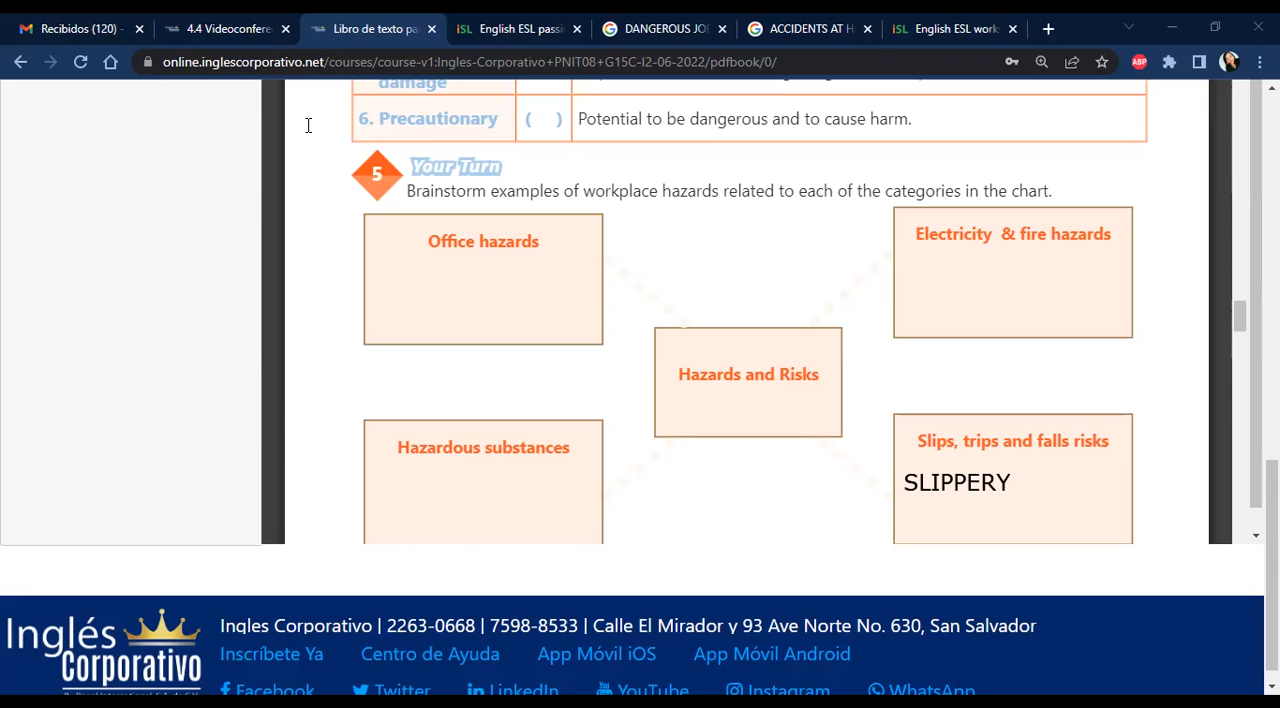 Recibidos (120) -
4.4 Videoconfere
Libro de texto pa
English ESL passi
DANGEROUS JO
ACCIDENTS AT H
English ESL work
online.inglescorporativo.net/courses/course-v1:Ingles-Corporativo+PNIT08+G15C-I2-06-2022/pdfbook/0/
ABP
damage
6. Precautionary ( ) Potential to be dangerous and to cause harm.
5 Your Turn
Brainstorm examples of workplace hazards related to each of the categories in the chart.
Office hazards
Electricity & fire hazards
Hazards and Risks
Hazardous substances
Slips, trips and falls risks
SLIPPERY
Inglés Corporativo
Ingles Corporativo | 2263-0668 | 7598-8533 | Calle El Mirador y 93 Ave Norte No. 630, San Salvador
Inscríbete Ya Centro de Ayuda App Móvil iOS App Móvil Android
Facebook Twitter LinkedIn YouTube Instagram WhatsApp